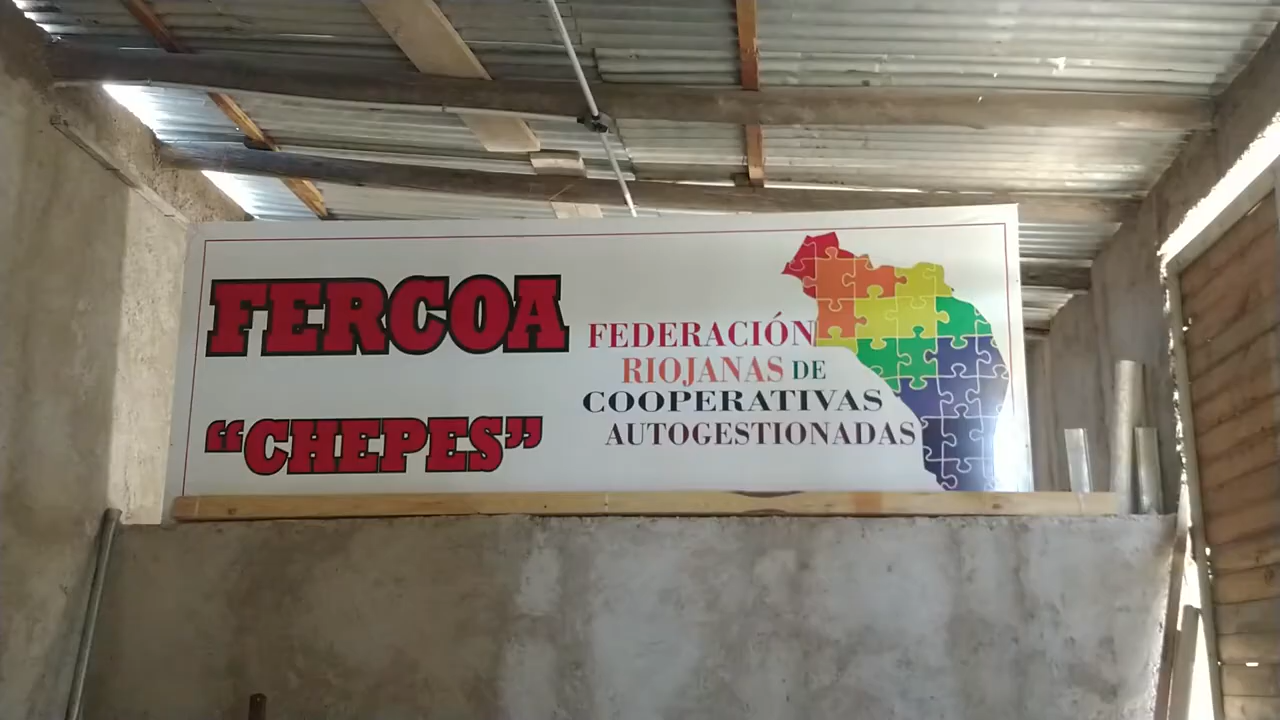 FERCOA
"CHEPES"
FEDERACIÓN
RIOJANAS DE
COOPERATIVAS
AUTOGESTIONADAS